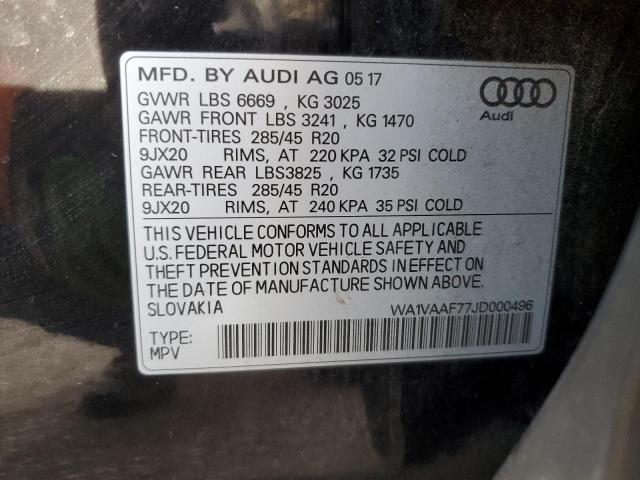 MFD. BY AUDI AG 05 17
GVWR LBS 6669 , KG 3025
GAWR FRONT LBS 3241 , KG 1470
FRONT-TIRES 285/45 R20
9JX20 RIMS, AT 220 KPA 32 PSI COLD
GAWR REAR LBS3825 , KG 1735
REAR-TIRES 285/45 R20
9JX20 RIMS, AT 240 KPA 35 PSI COLD
Audi
THIS VEHICLE CONFORMS TO ALL APPLICABLE
U.S. FEDERAL MOTOR VEHICLE SAFETY AND
THEFT PREVENTION STANDARDS IN EFFECT ON
THE DATE OF MANUFACTURE SHOWN ABOVE.
SLOVAKIA
WA1VAAF77JD000496
TYPE:
MPV